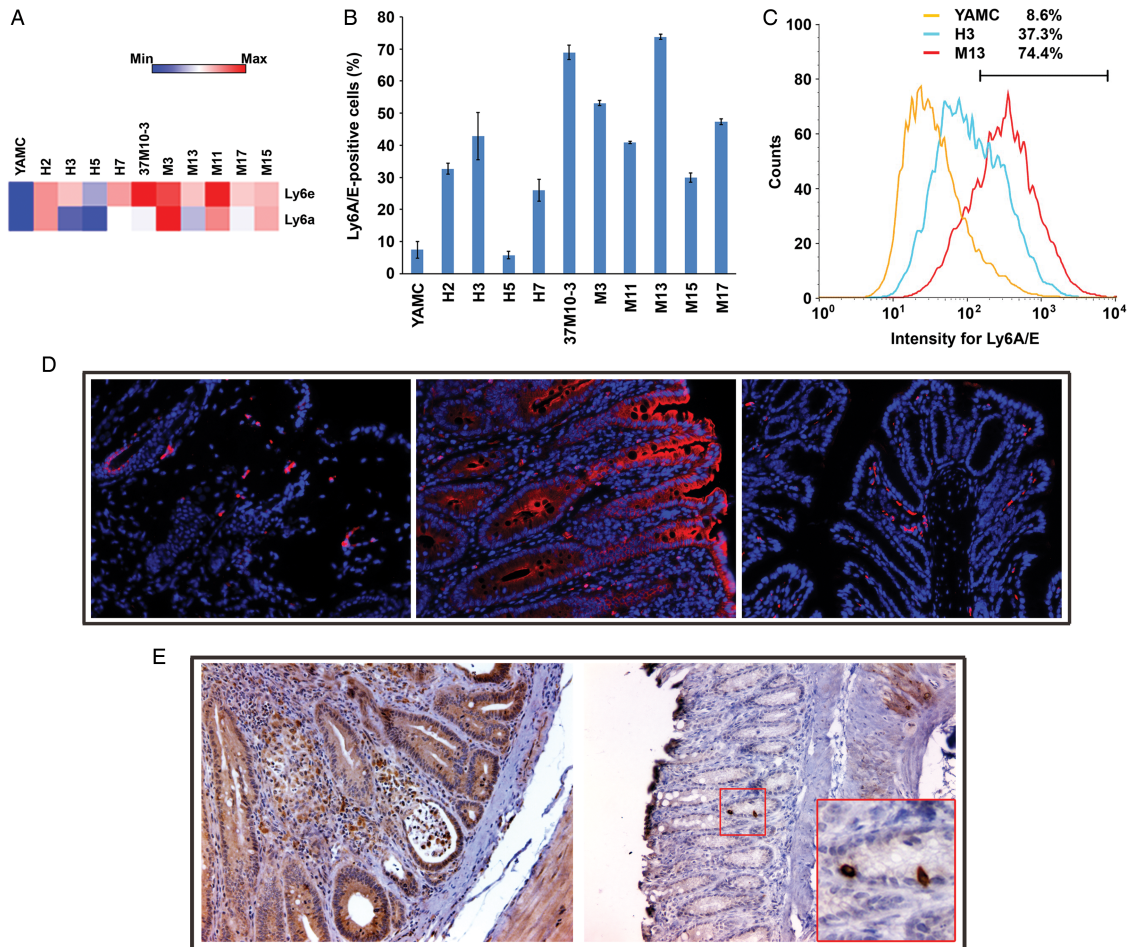 A
Min Max
YAMC H2 H3 H5 H7 37M10-3 M3 M13 M11 M17 M15
Ly6e
Ly6a
B
Ly6A/E-positive cells (%)
80
70
60
50
40
30
20
10
0
YAMC H2 H3 H5 H7 37M10-3 M3 M11 M13 M15 M17
C
YAMC 8.6%
H3 37.3%
M13 74.4%
Counts
100
80
60
40
20
0
10⁰ 10¹ 10² 10³ 10⁴
Intensity for Ly6A/E
D
E